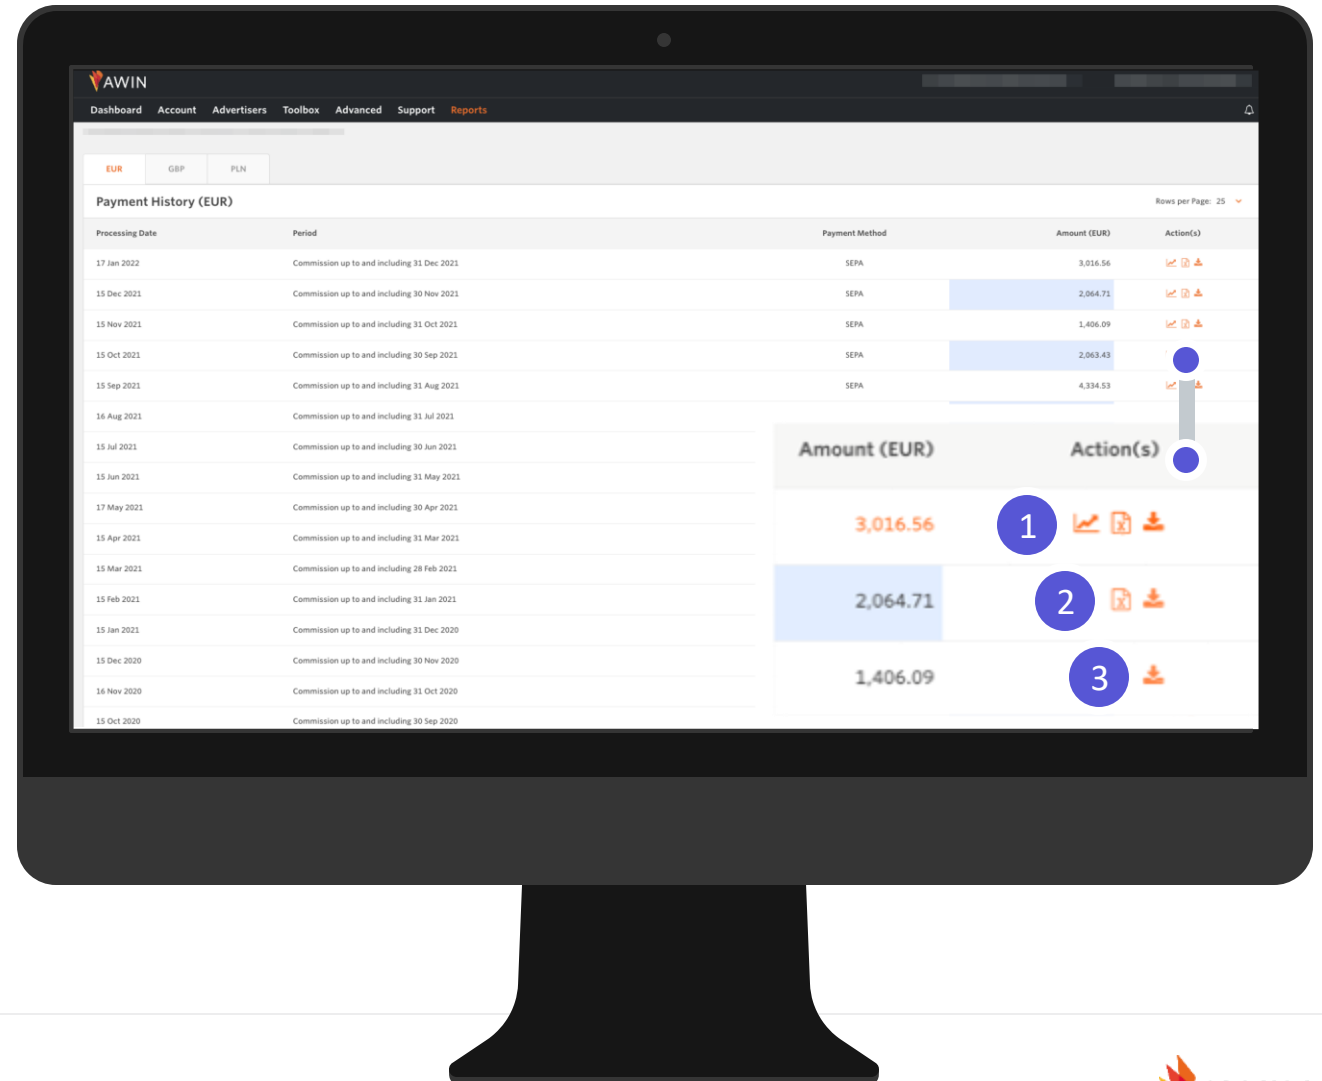 AWIN
Dashboard Account Advertisers Toolbox Advanced Support Reports
EUR GBP PLN
Payment History (EUR) Rows per Page: 25
Processing Date Period Payment Method Amount (EUR) Action(s)
17 Jan 2022 Commission up to and including 31 Dec 2021 SEPA 3,016.56
15 Dec 2021 Commission up to and including 30 Nov 2021 SEPA 2,064.71
15 Nov 2021 Commission up to and including 31 Oct 2021 SEPA 1,406.09
15 Oct 2021 Commission up to and including 30 Sep 2021 SEPA 2,063.43
15 Sep 2021 Commission up to and including 31 Aug 2021 SEPA 4,334.53
16 Aug 2021 Commission up to and including 31 Jul 2021
15 Jul 2021 Commission up to and including 30 Jun 2021
15 Jun 2021 Commission up to and including 31 May 2021
17 May 2021 Commission up to and including 30 Apr 2021
15 Apr 2021 Commission up to and including 31 Mar 2021
15 Mar 2021 Commission up to and including 28 Feb 2021
15 Feb 2021 Commission up to and including 31 Jan 2021
15 Jan 2021 Commission up to and including 31 Dec 2020
15 Dec 2020 Commission up to and including 30 Nov 2020
16 Nov 2020 Commission up to and including 31 Oct 2020
15 Oct 2020 Commission up to and including 30 Sep 2020
Amount (EUR) Action(s)
3,016.56 1
2,064.71 2
1,406.09 3